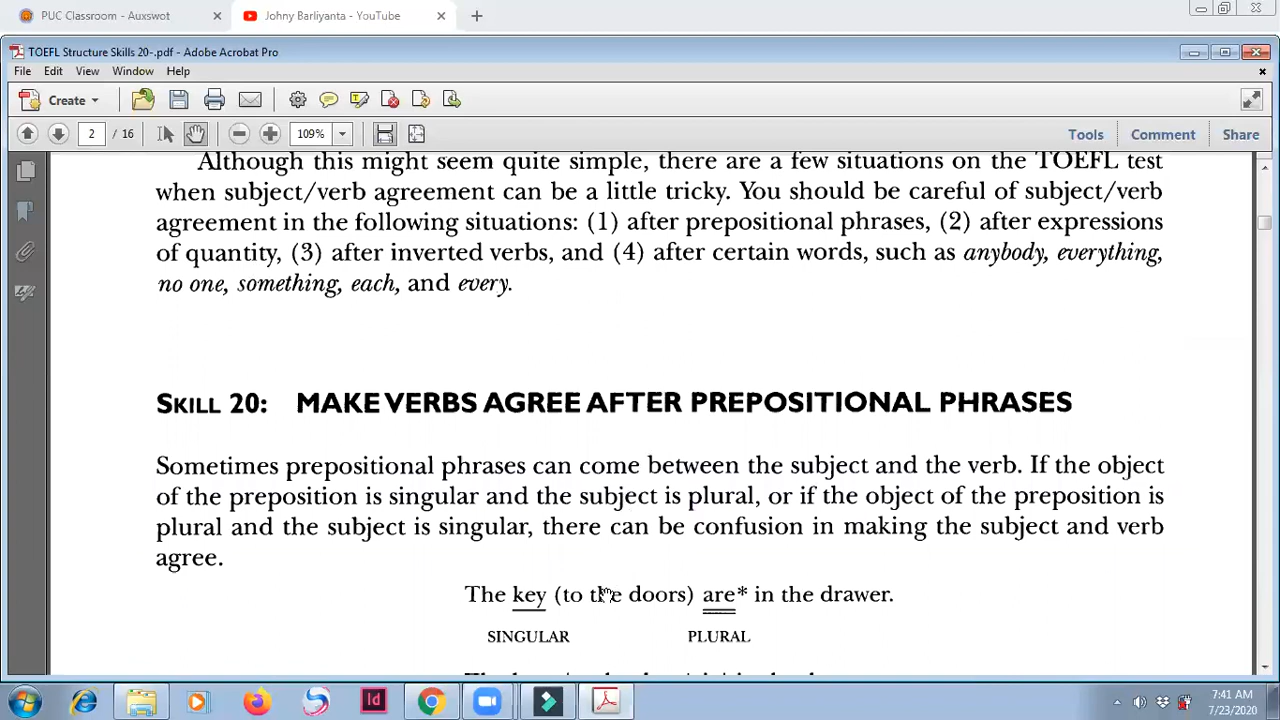 PUC Classroom - Auxswot
Johny Barliyanta - YouTube
TOEFL Structure Skills 20-.pdf - Adobe Acrobat Pro
File Edit View Window Help
Create
2 / 16 109% Tools Comment Share
Although this might seem quite simple, there are a few situations on the TOEFL test
when subject/verb agreement can be a little tricky. You should be careful of subject/verb
agreement in the following situations: (1) after prepositional phrases, (2) after expressions
of quantity, (3) after inverted verbs, and (4) after certain words, such as anybody, everything,
no one, something, each, and every.
SKILL 20: MAKE VERBS AGREE AFTER PREPOSITIONAL PHRASES
Sometimes prepositional phrases can come between the subject and the verb. If the object
of the preposition is singular and the subject is plural, or if the object of the preposition is
plural and the subject is singular, there can be confusion in making the subject and verb
agree.
The key (to the doors) are* in the drawer.
SINGULAR PLURAL
Id
7:41 AM
7/23/2020